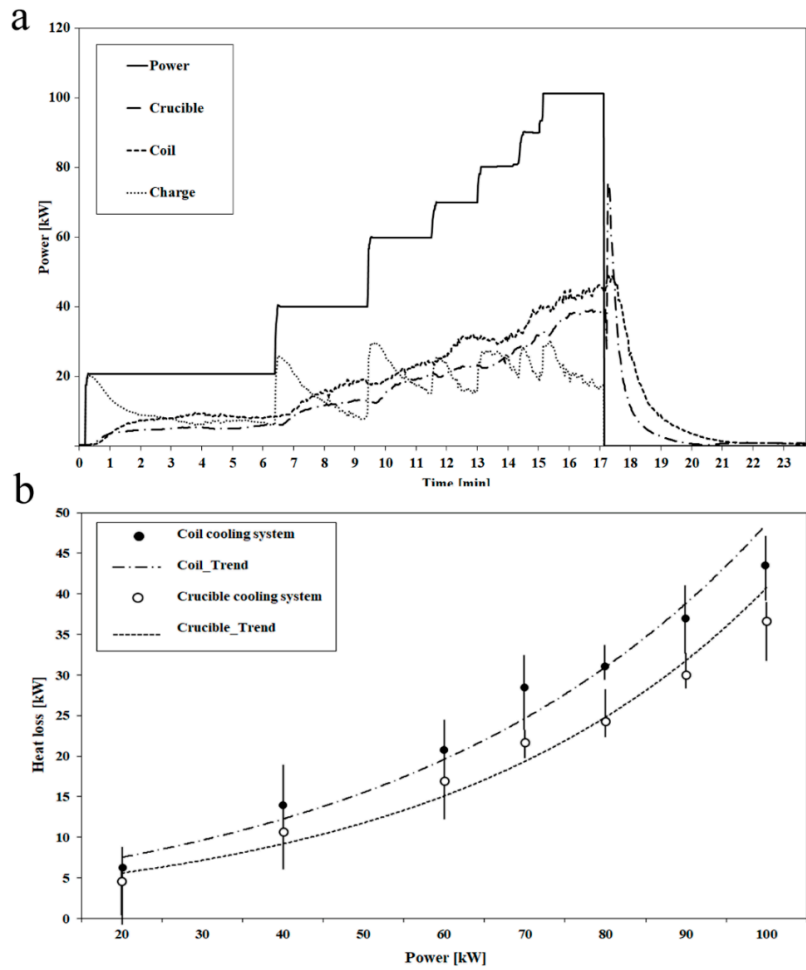 a
120
100
80
60
40
20
Power [kW]
Power
Crucible
Coil
Charge
0 1 2 3 4 5 6 7 8 9 10 11 12 13 14 15 16 17 18 19 20 21 22 23
Time [min]
b
50
45
40
35
30
25
20
15
10
5
0
Heat loss [kW]
Coil cooling system
Coil_Trend
Crucible cooling system
Crucible_Trend
20 40 60 70 80 90 100
Power [kW]